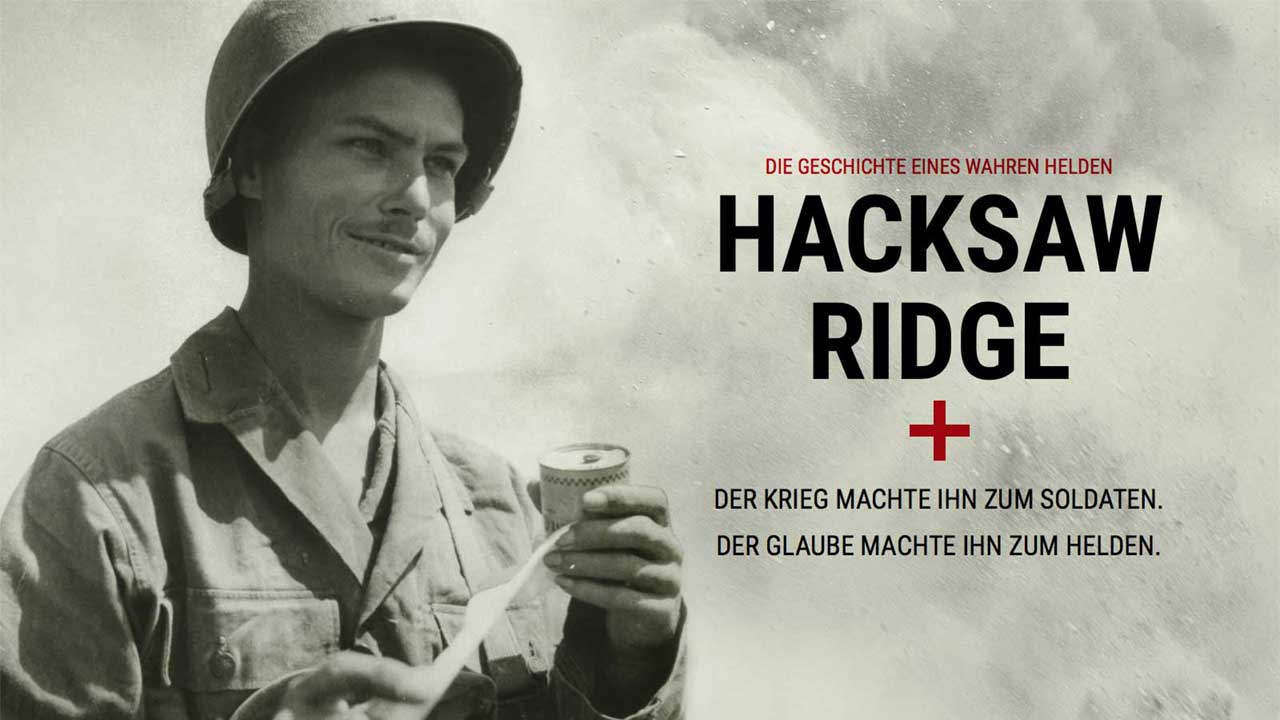 DIE GESCHICHTE EINES WAHREN HELDEN
HACKSAW
RIDGE
DER KRIEG MACHTE IHN ZUM SOLDATEN.
DER GLAUBE MACHTE IHN ZUM HELDEN.